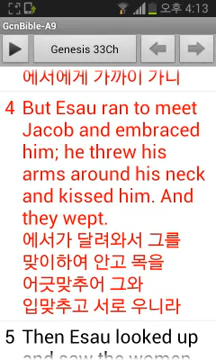 오후 4:13
GcnBible-A9
Genesis 33Ch
에서에게 가까이 가니
4 But Esau ran to meet
Jacob and embraced
him; he threw his
arms around his neck
and kissed him. And
they wept.
에서가 달려와서 그를
맞이하여 안고 목을
어긋맞추어 그와
입맞추고 서로 우니라
5 Then Esau looked up
and saw the women